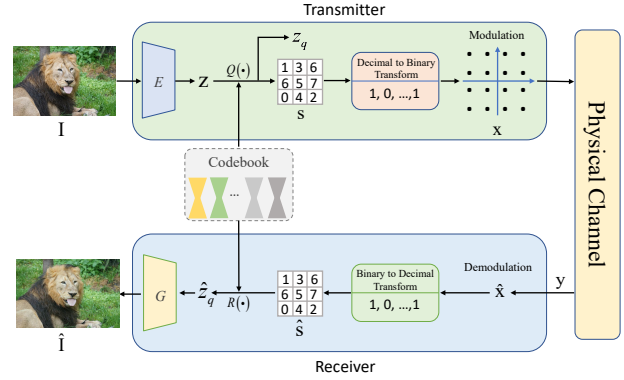 Transmitter
I
E
z
Q(•)
z_q
1 3 6
6 5 7
0 4 2
s
Decimal to Binary
Transform
1, 0, ...,1
Modulation
x
Physical Channel
Codebook
...
Î
G
ẑ_q
R(•)
1 3 6
6 5 7
0 4 2
ŝ
Binary to Decimal
Transform
1, 0, ...,1
Demodulation
x̂
y
Receiver